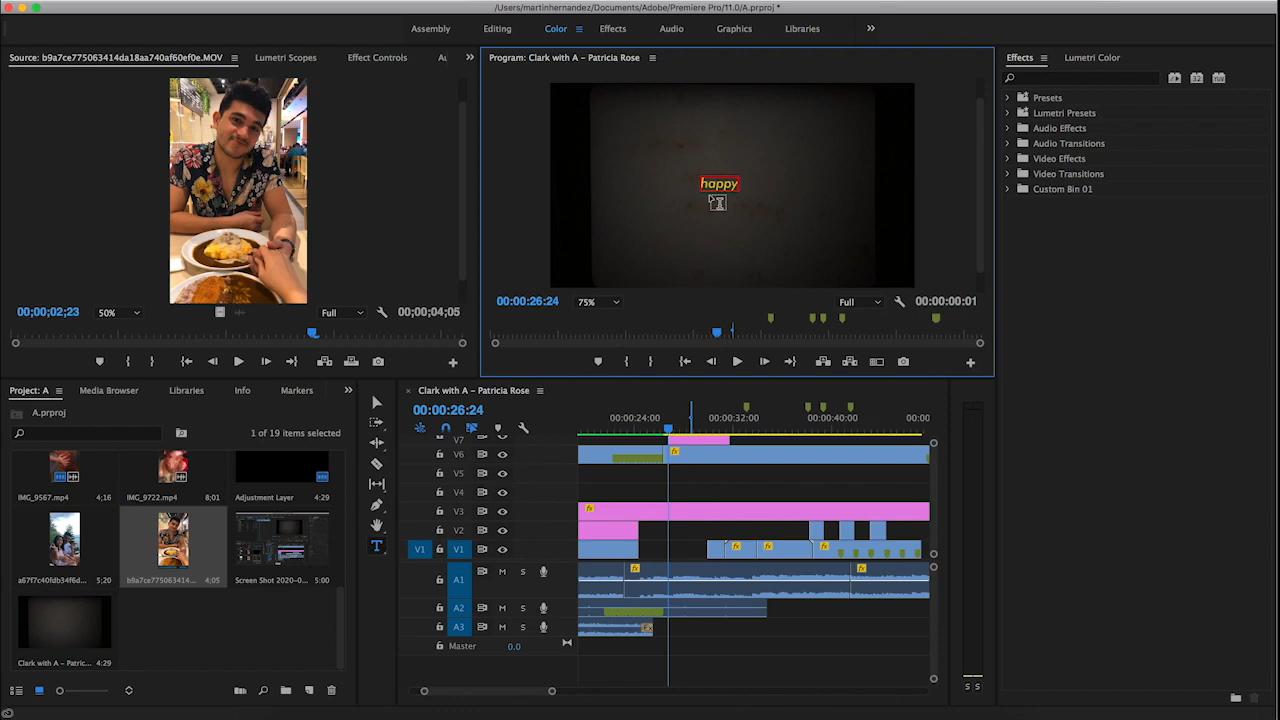 /Users/martinhernandez/Documents/Adobe/Premiere Pro/11.0/A.prproj *
Assembly Editing Color Effects Audio Graphics Libraries
Source: b9a7ce775063414da18aa740af60ef0e.MOV Lumetri Scopes Effect Controls Au
Program: Clark with A - Patricia Rose
Effects Lumetri Color
Presets
Lumetri Presets
Audio Effects
Audio Transitions
Video Effects
Video Transitions
Custom Bin 01
happy
00;00;02;23 50% Full 00;00;04;05
00:00:26:24 75% Full 00:00:00:01
Project: A Media Browser Libraries Info Markers
A.prproj
1 of 19 items selected
IMG_9567.mp4 4;16
IMG_9722.mp4 8;01
Adjustment Layer 4:29
a67f7c40fdb34f6d... 5;20
b9a7ce775063414... 4;05
Screen Shot 2020-0... 5:00
Clark with A - Patric... 4:29
Clark with A - Patricia Rose
00:00:26:24
00:00:24:00 00:00:32:00 00:00:40:00 00:00
V7
V6
V5
V4
V3
V2
V1 V1
A1 M S
A2 M S
A3 M S
Master 0.0
S S